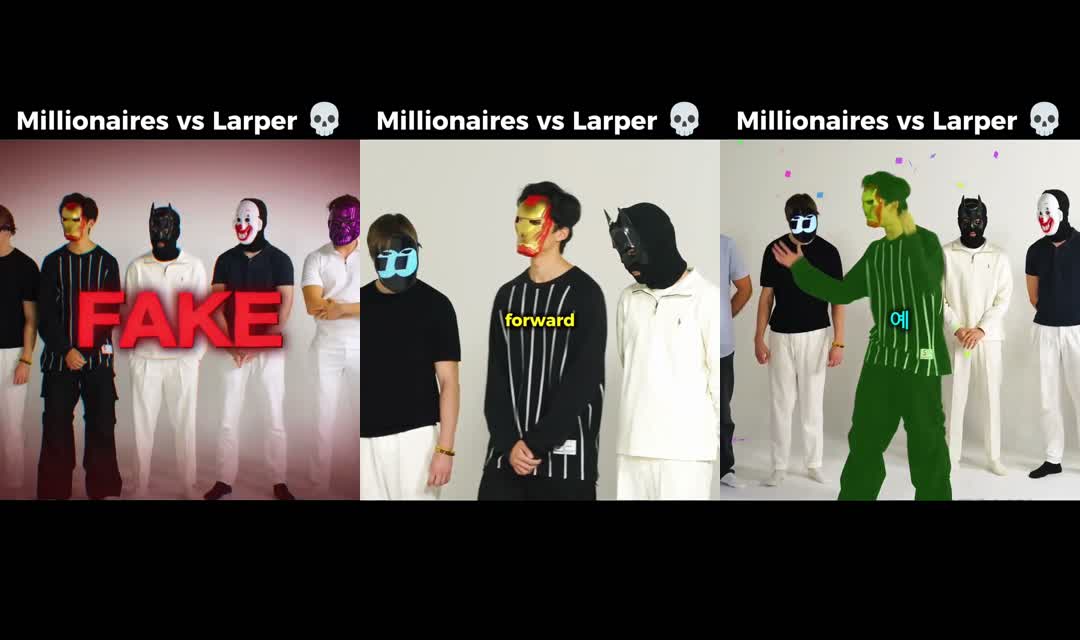 Millionaires vs Larper 💀
Millionaires vs Larper 💀
Millionaires vs Larper 💀
FAKE
forward
예